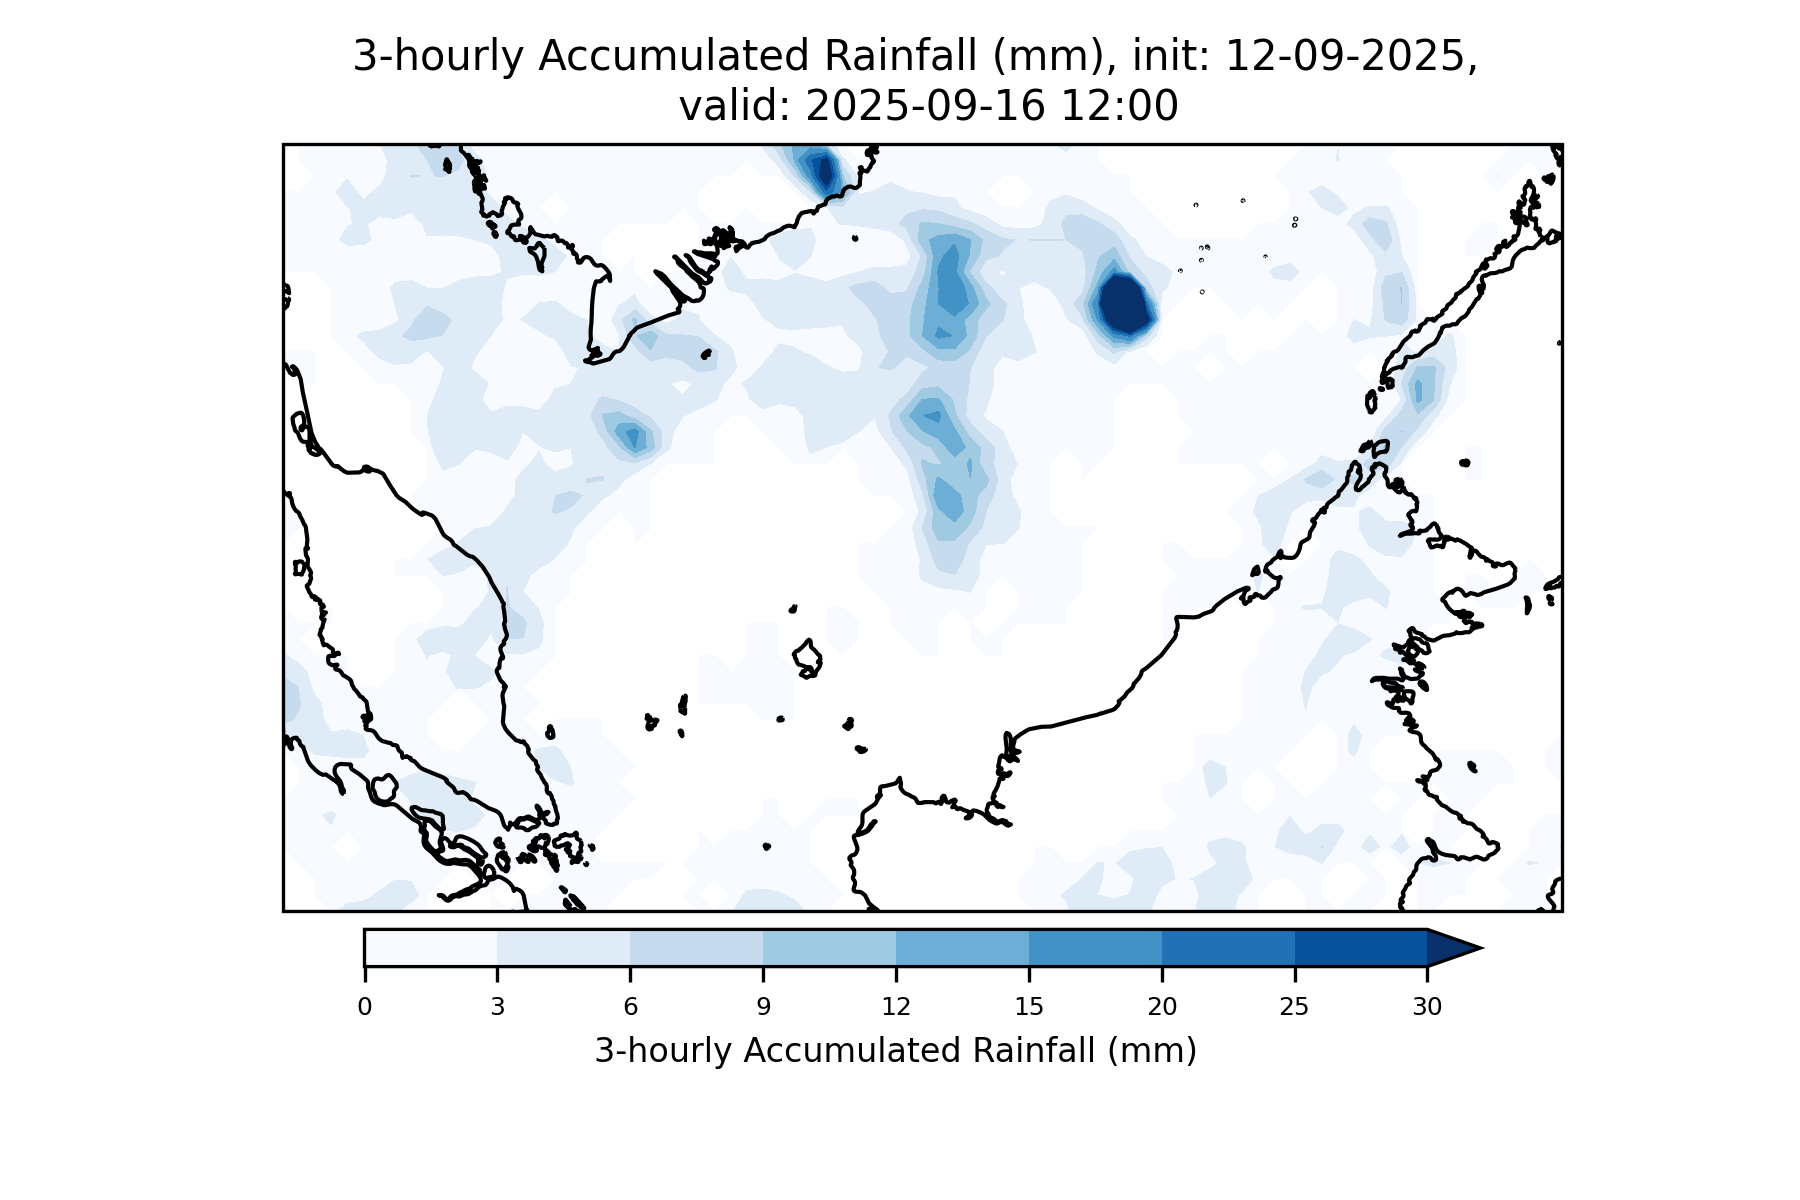 3-hourly Accumulated Rainfall (mm), init: 12-09-2025,
valid: 2025-09-16 12:00
0 3 6 9 12 15 20 25 30
3-hourly Accumulated Rainfall (mm)